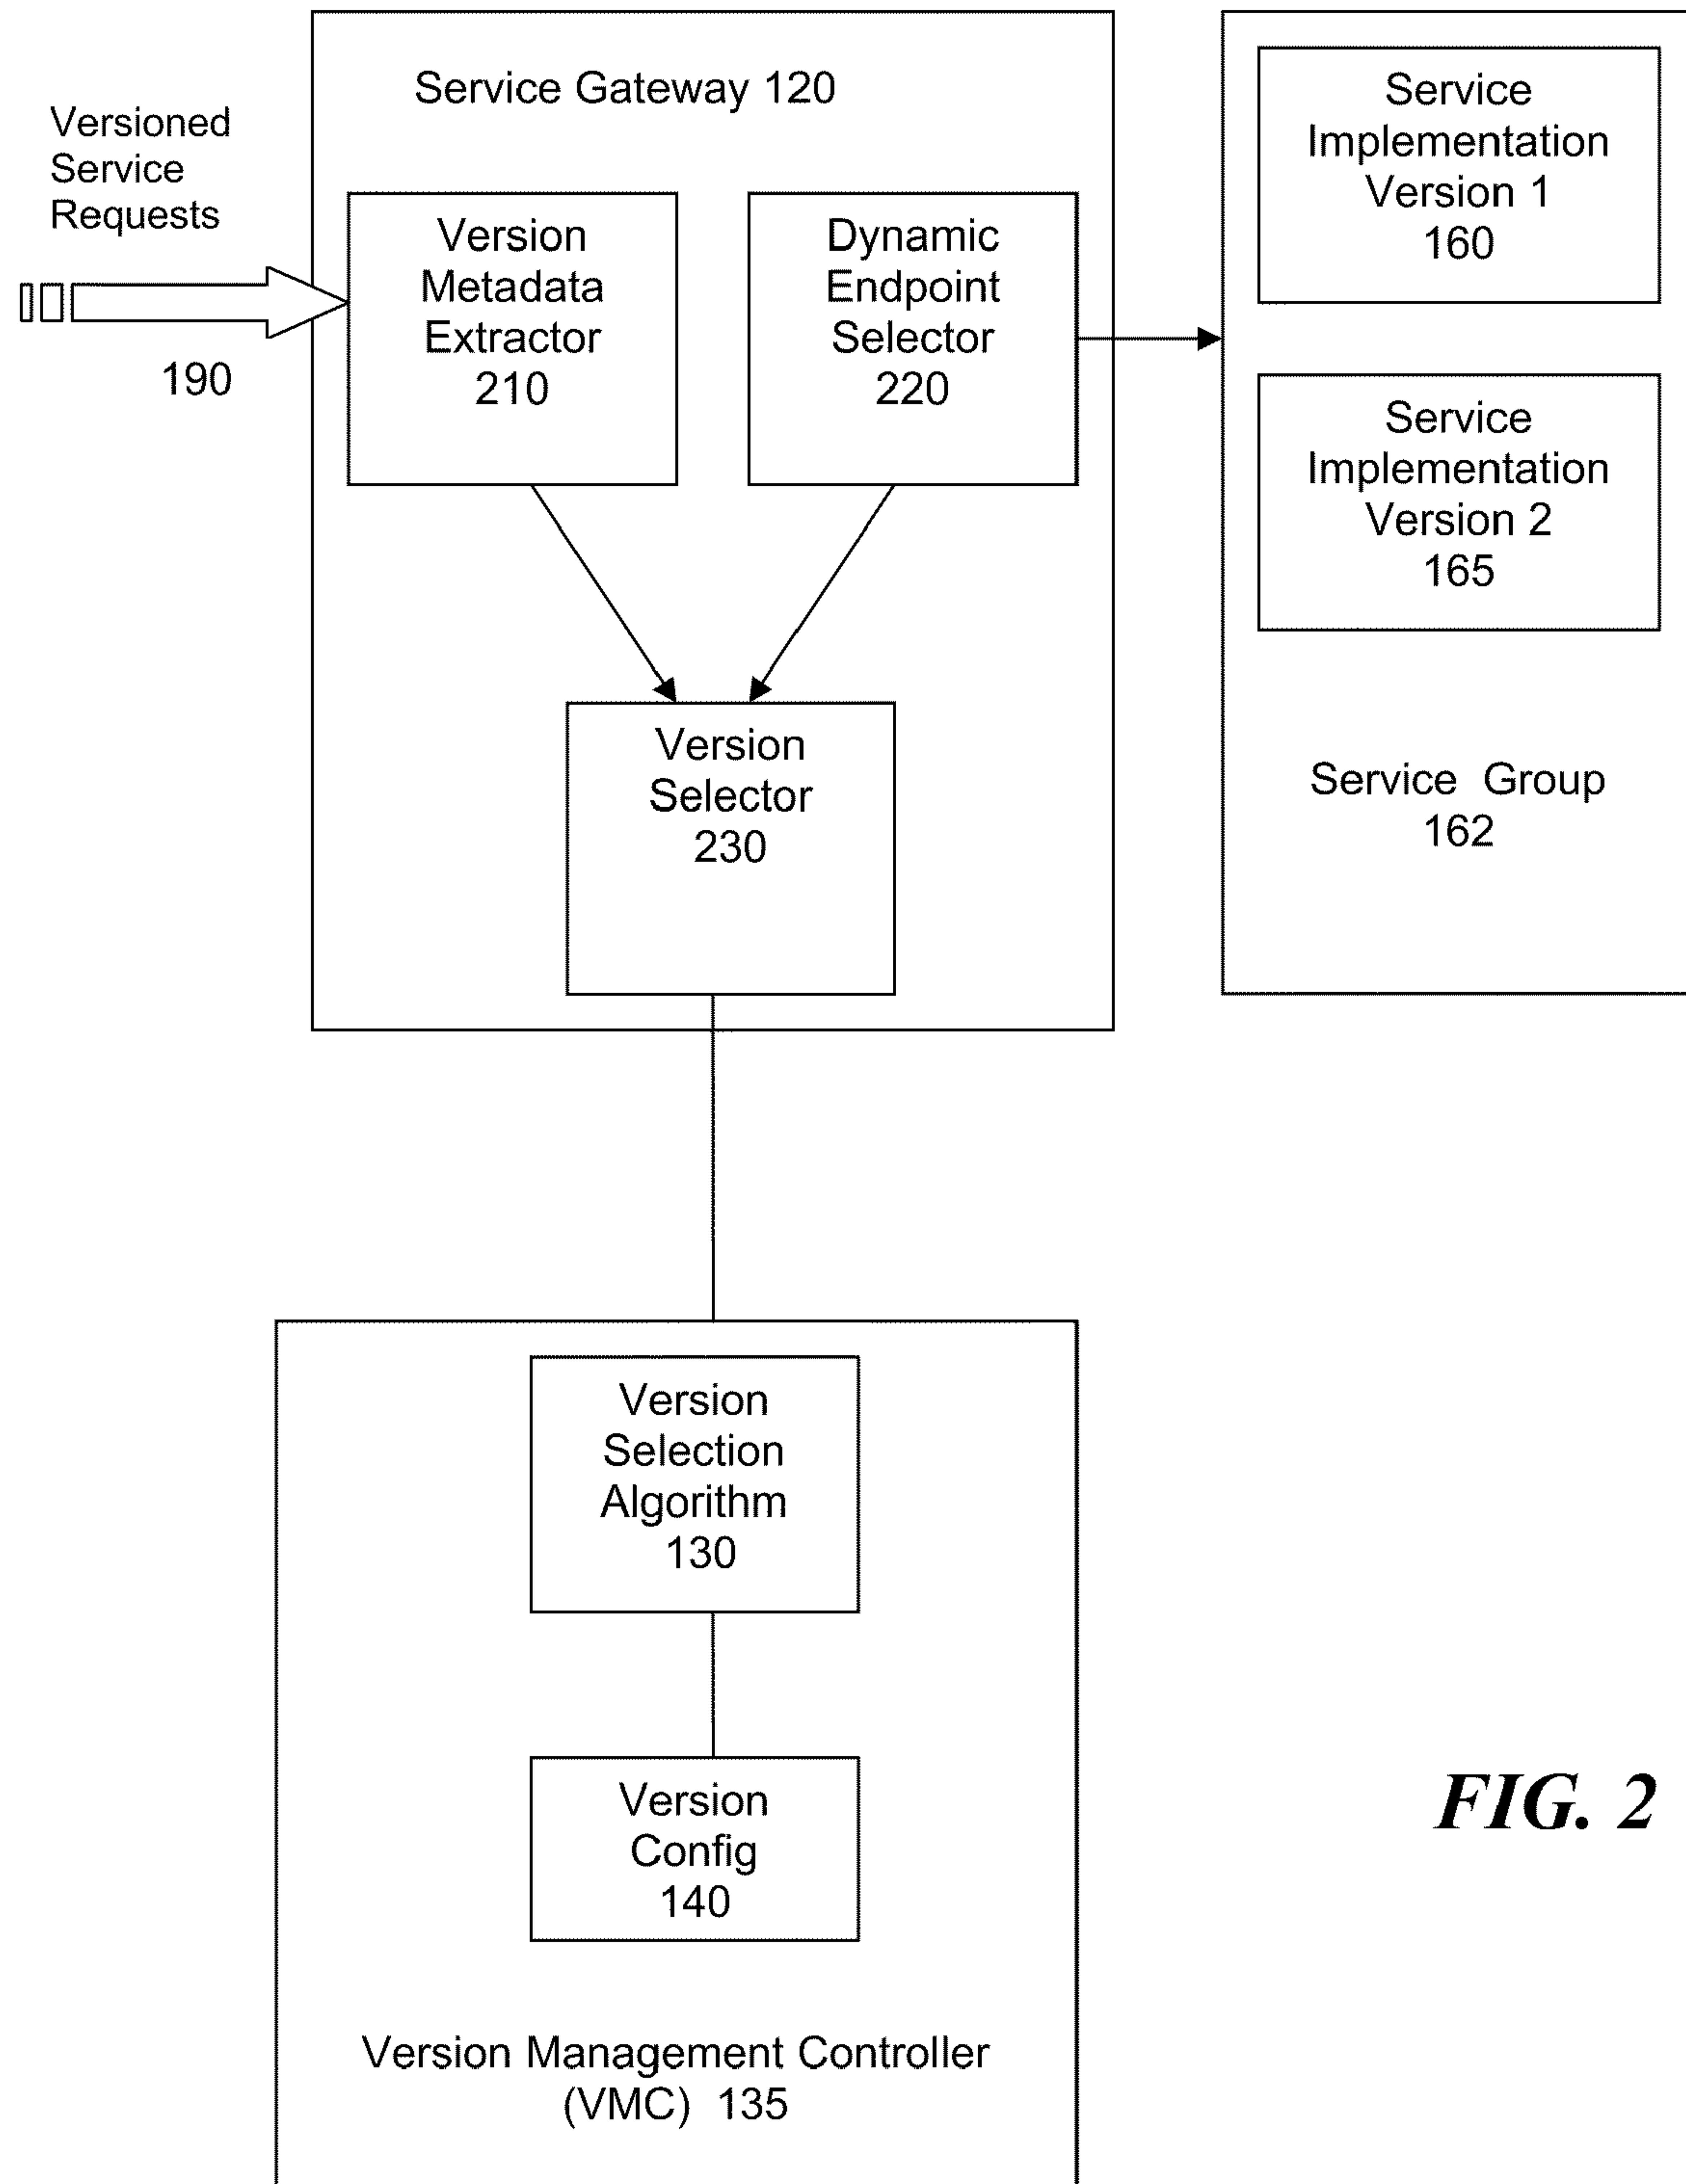 Service Gateway 120
Versioned
Service
Requests
190
Version
Metadata
Extractor
210
Dynamic
Endpoint
Selector
220
Version
Selector
230
Service
Implementation
Version 1
160
Service
Implementation
Version 2
165
Service Group
162
Version
Selection
Algorithm
130
Version
Config
140
Version Management Controller
(VMC) 135
FIG. 2